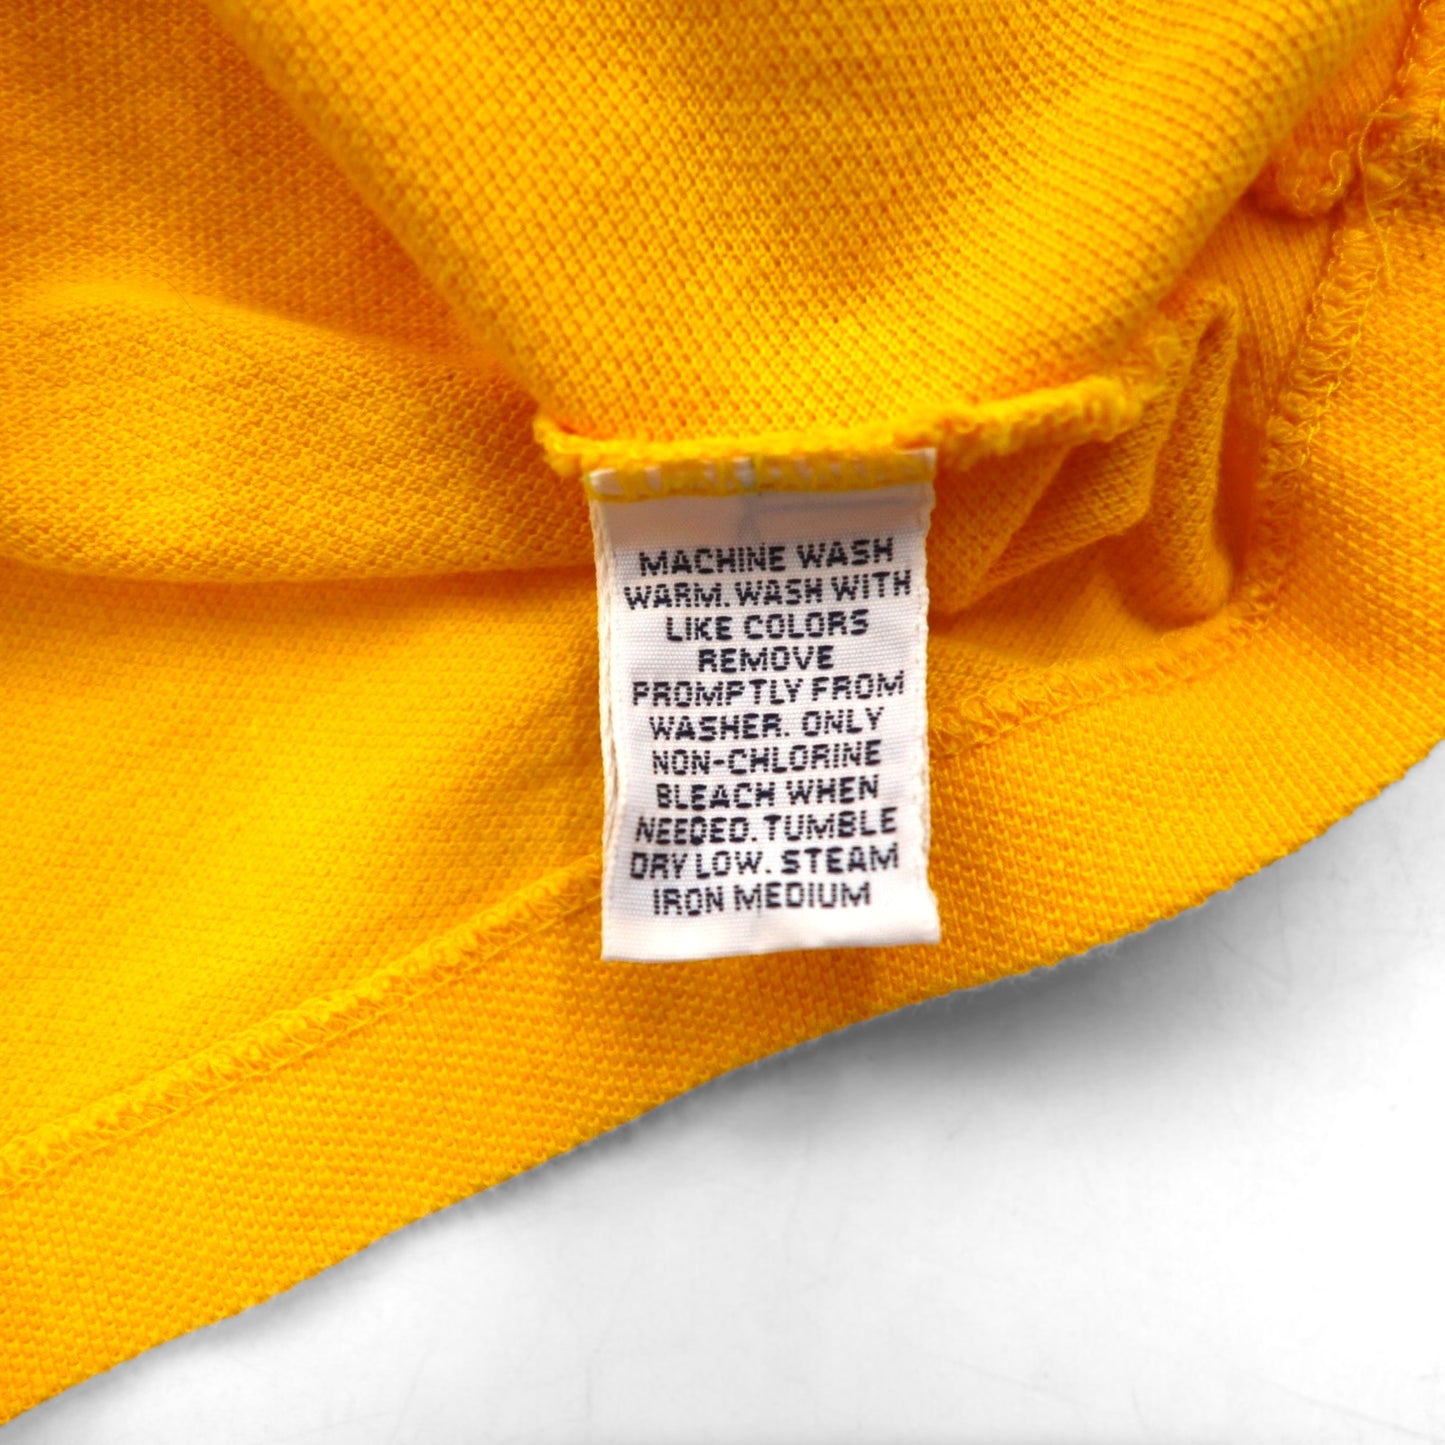 MACHINE WASH
WARM. WASH WITH
LIKE COLORS
REMOVE
PROMPTLY FROM
WASHER. ONLY
NON-CHLORINE
BLEACH WHEN
NEEDED. TUMBLE
DRY LOW. STEAM
IRON MEDIUM